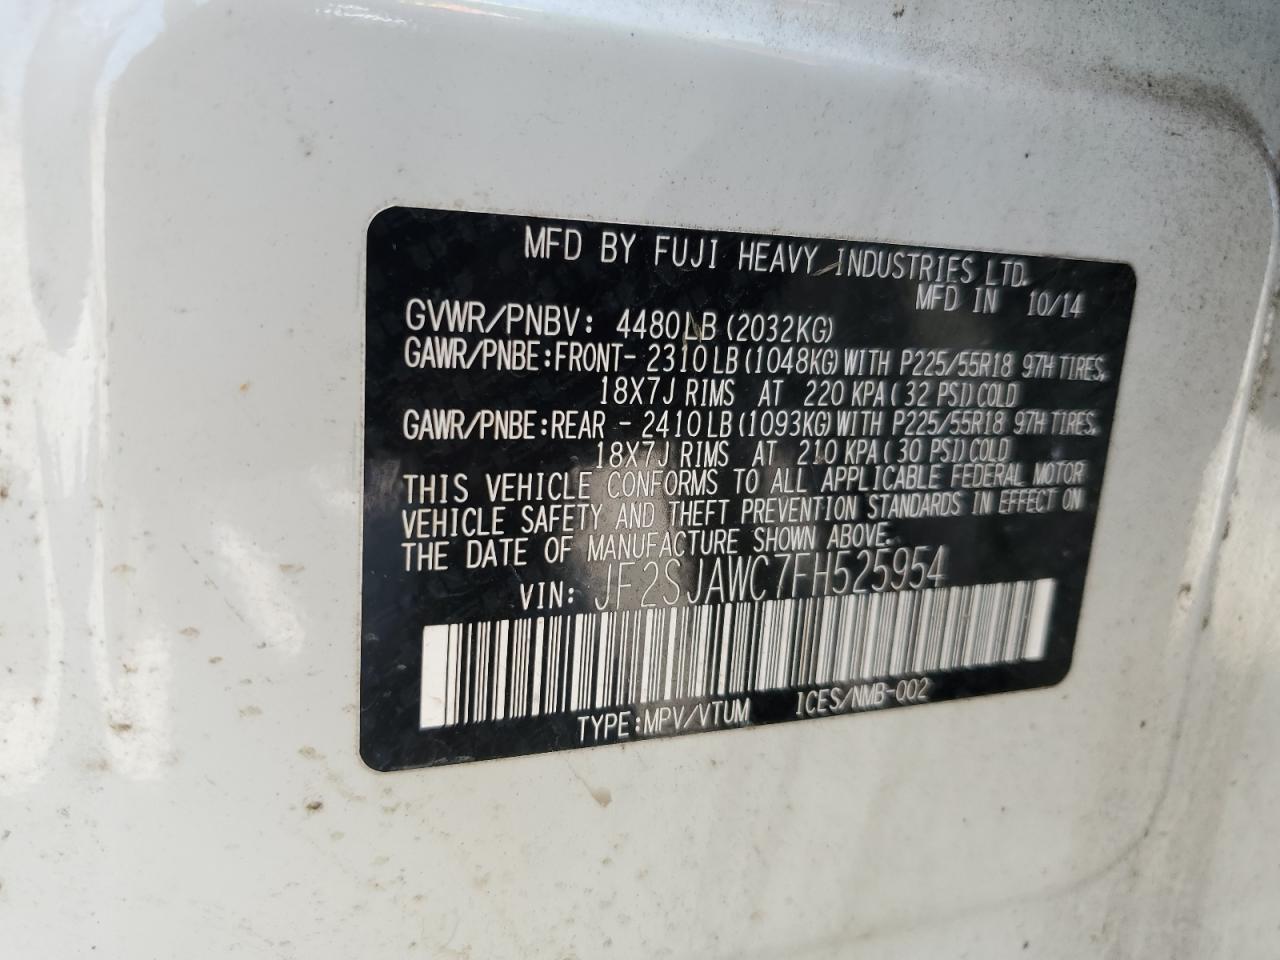 MFD BY FUJI HEAVY INDUSTRIES LTD.
MFD IN 10/14
GVWR/PNBV: 4480LB (2032KG)
GAWR/PNBE:FRONT- 2310LB (1048KG) WITH P225/55R18 97H TIRES,
18X7J RIMS AT 220 KPA (32 PSI) COLD
GAWR/PNBE:REAR - 2410LB (1093KG) WITH P225/55R18 97H TIRES,
18X7J RIMS AT 210 KPA (30 PSI) COLD
THIS VEHICLE CONFORMS TO ALL APPLICABLE FEDERAL MOTOR
VEHICLE SAFETY AND THEFT PREVENTION STANDARDS IN EFFECT ON
THE DATE OF MANUFACTURE SHOWN ABOVE.
VIN: JF2SJAWC7FH525954
TYPE:MPV/VTUM ICES/NMB-002